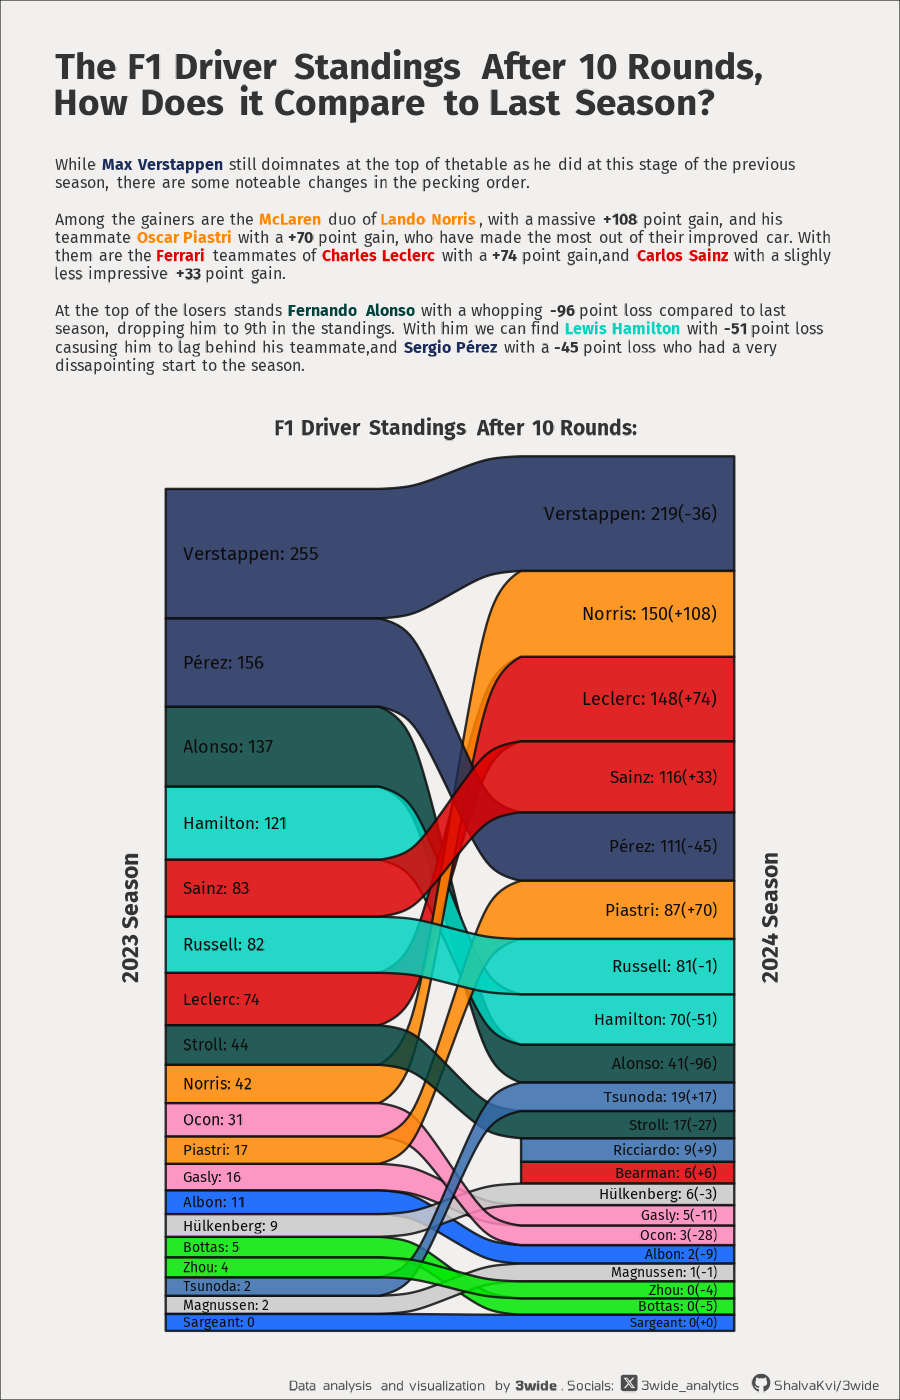 The F1 Driver Standings After 10 Rounds,
How Does it Compare to Last Season?
While Max Verstappen still doimnates at the top of thetable as he did at this stage of the previous
season, there are some noteable changes in the pecking order.
Among the gainers are the McLaren duo of Lando Norris, with a massive +108 point gain, and his
teammate Oscar Piastri with a +70 point gain, who have made the most out of their improved car. With
them are the Ferrari teammates of Charles Leclerc with a +74 point gain,and Carlos Sainz with a slighly
less impressive +33 point gain.
At the top of the losers stands Fernando Alonso with a whopping -96 point loss compared to last
season, dropping him to 9th in the standings. With him we can find Lewis Hamilton with -51 point loss
casusing him to lag behind his teammate,and Sergio Pérez with a -45 point loss who had a very
dissapointing start to the season.
F1 Driver Standings After 10 Rounds:
2023 Season
Verstappen: 255
Pérez: 156
Alonso: 137
Hamilton: 121
Sainz: 83
Russell: 82
Leclerc: 74
Stroll: 44
Norris: 42
Ocon: 31
Piastri: 17
Gasly: 16
Albon: 11
Hülkenberg: 9
Bottas: 5
Zhou: 4
Tsunoda: 2
Magnussen: 2
Sargeant: 0
Verstappen: 219(-36)
Norris: 150(+108)
Leclerc: 148(+74)
Sainz: 116(+33)
Pérez: 111(-45)
Piastri: 87(+70)
Russell: 81(-1)
Hamilton: 70(-51)
Alonso: 41(-96)
Tsunoda: 19(+17)
Stroll: 17(-27)
Ricciardo: 9(+9)
Bearman: 6(+6)
Hülkenberg: 6(-3)
Gasly: 5(-11)
Ocon: 3(-28)
Albon: 2(-9)
Magnussen: 1(-1)
Zhou: 0(-4)
Bottas: 0(-5)
Sargeant: 0(+0)
2024 Season
Data analysis and visualization by 3wide . Socials: 3wide_analytics ShalvaKvi/3wide